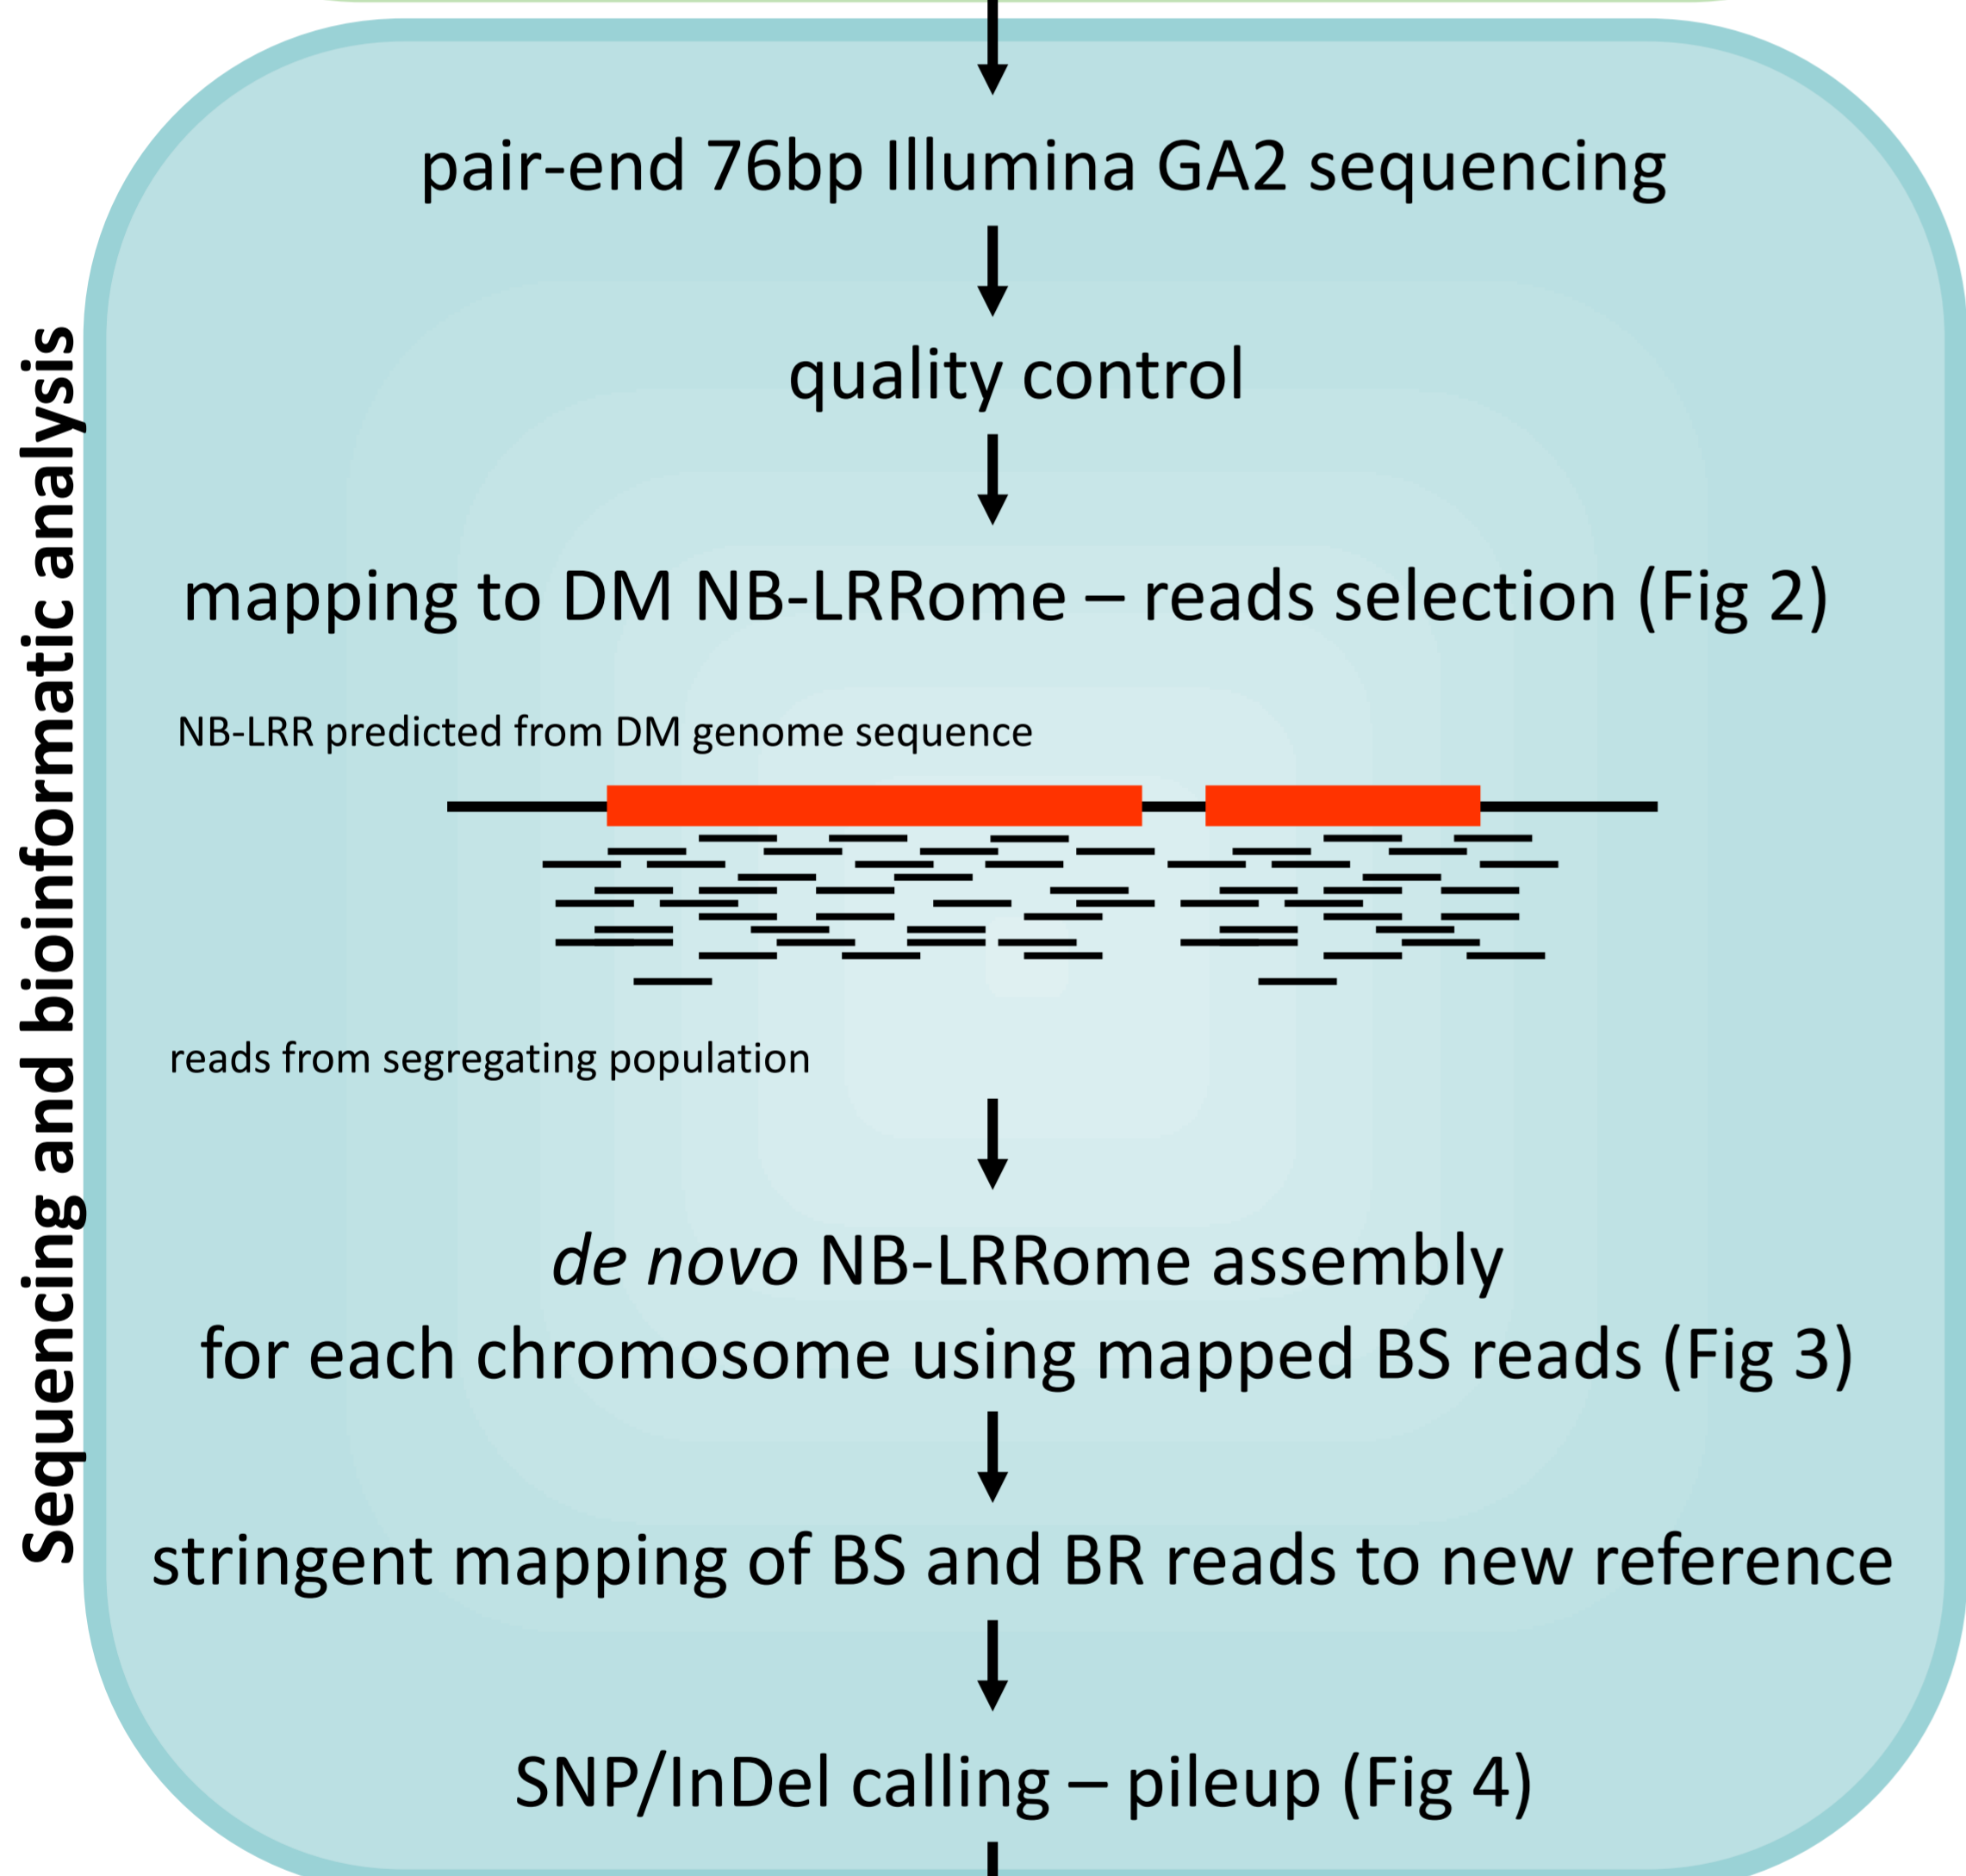 Sequencing and bioinformatic analysis
pair-end 76bp Illumina GA2 sequencing
quality control
mapping to DM NB-LRRome – reads selection (Fig 2)
NB-LRR predicted from DM genome sequence
reads from segregating population
de novo NB-LRRome assembly
for each chromosome using mapped BS reads (Fig 3)
stringent mapping of BS and BR reads to new reference
SNP/InDel calling – pileup (Fig 4)